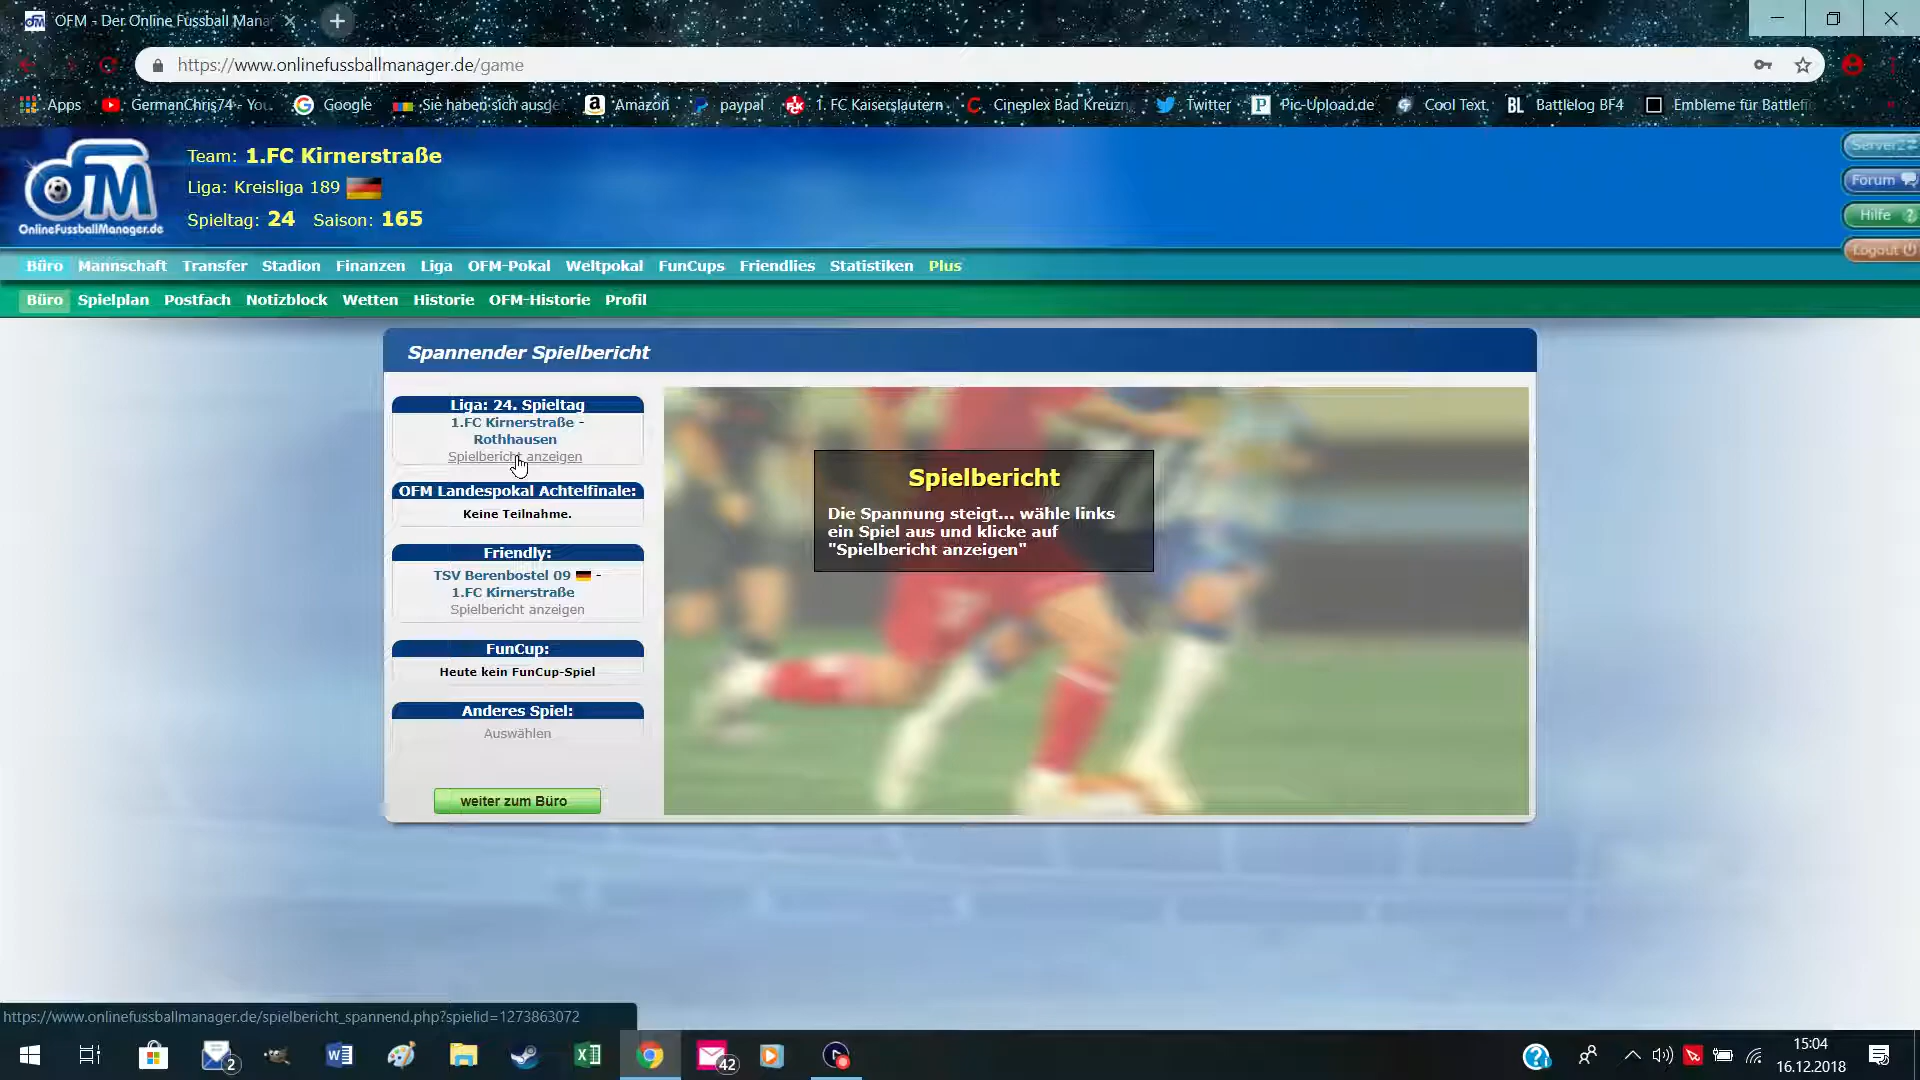 OFM - Der Online Fussball Mana
https://www.onlinefussballmanager.de/game
Apps
GermanChris74 - You
Google
Sie haben sich ausge
Amazon
paypal
1. FC Kaiserslautern
Cineplex Bad Kreuzn
Twitter
Pic-Upload.de
Cool Text
BL Battlelog BF4
Embleme für Battlefi
OFM
OnlineFussballManager.de
Team: 1.FC Kirnerstraße
Liga: Kreisliga 189
Spieltag: 24 Saison: 165
Server2
Forum
Hilfe ?
Logout
Büro Mannschaft Transfer Stadion Finanzen Liga OFM-Pokal Weltpokal FunCups Friendlies Statistiken Plus
Büro Spielplan Postfach Notizblock Wetten Historie OFM-Historie Profil
Spannender Spielbericht
Liga: 24. Spieltag
1.FC Kirnerstraße -
Rothhausen
Spielbericht anzeigen
OFM Landespokal Achtelfinale:
Keine Teilnahme.
Friendly:
TSV Berenbostel 09 -
1.FC Kirnerstraße
Spielbericht anzeigen
FunCup:
Heute kein FunCup-Spiel
Anderes Spiel:
Auswählen
weiter zum Büro
Spielbericht
Die Spannung steigt... wähle links
ein Spiel aus und klicke auf
"Spielbericht anzeigen"
https://www.onlinefussballmanager.de/spielbericht_spannend.php?spielid=1273863072
2
42
15:04
16.12.2018